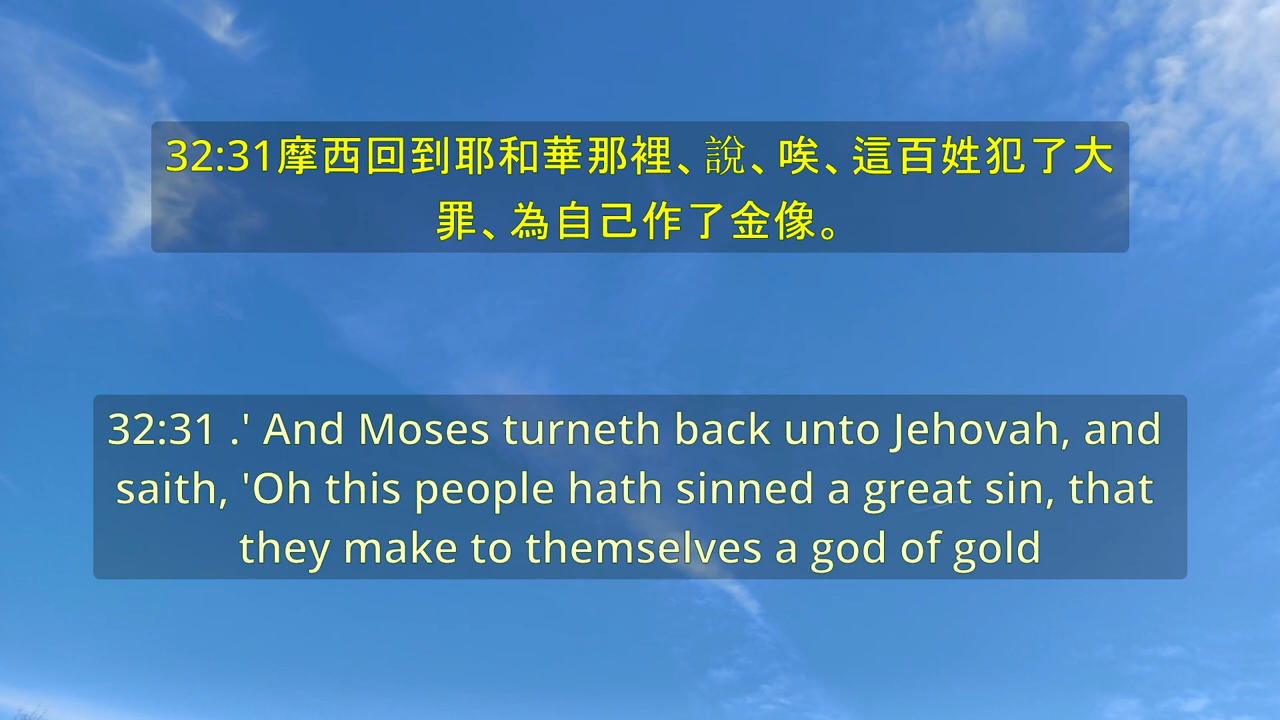 32:31摩西回到耶和華那裡、說、唉、這百姓犯了大
罪、為自己作了金像。
32:31 .' And Moses turneth back unto Jehovah, and
saith, 'Oh this people hath sinned a great sin, that
they make to themselves a god of gold